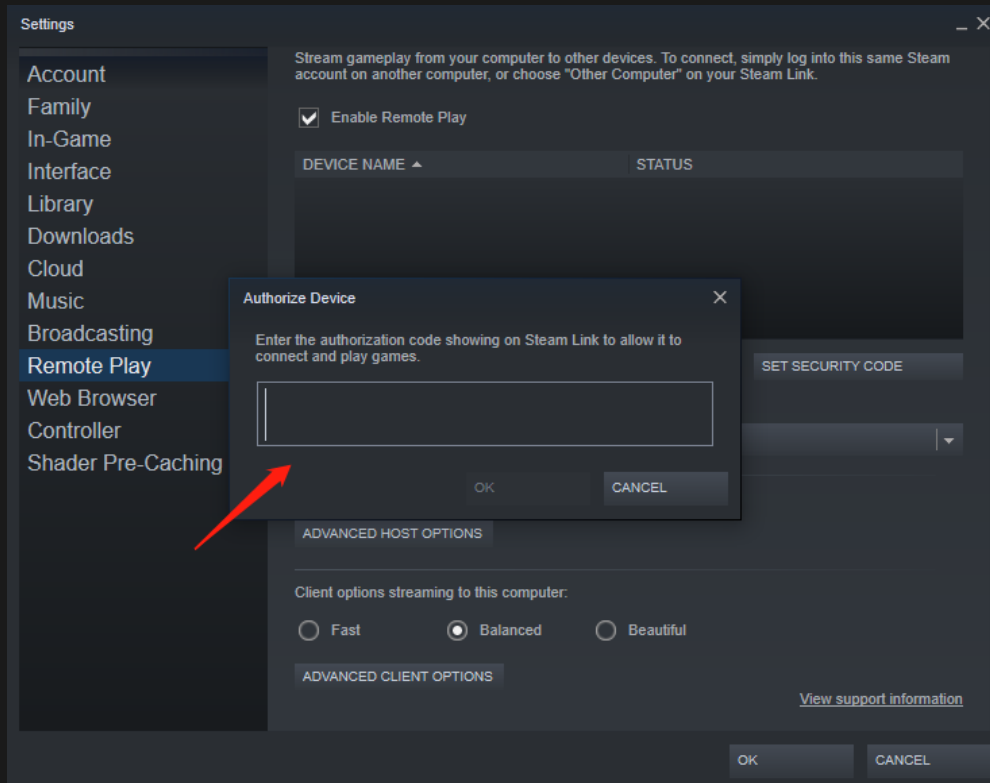 Settings
Account
Family
In-Game
Interface
Library
Downloads
Cloud
Music
Broadcasting
Remote Play
Web Browser
Controller
Shader Pre-Caching
Stream gameplay from your computer to other devices. To connect, simply log into this same Steam
account on another computer, or choose "Other Computer" on your Steam Link.
Enable Remote Play
DEVICE NAME STATUS
Authorize Device
Enter the authorization code showing on Steam Link to allow it to
connect and play games.
OK CANCEL
SET SECURITY CODE
ADVANCED HOST OPTIONS
Client options streaming to this computer:
Fast Balanced Beautiful
ADVANCED CLIENT OPTIONS
View support information
OK CANCEL